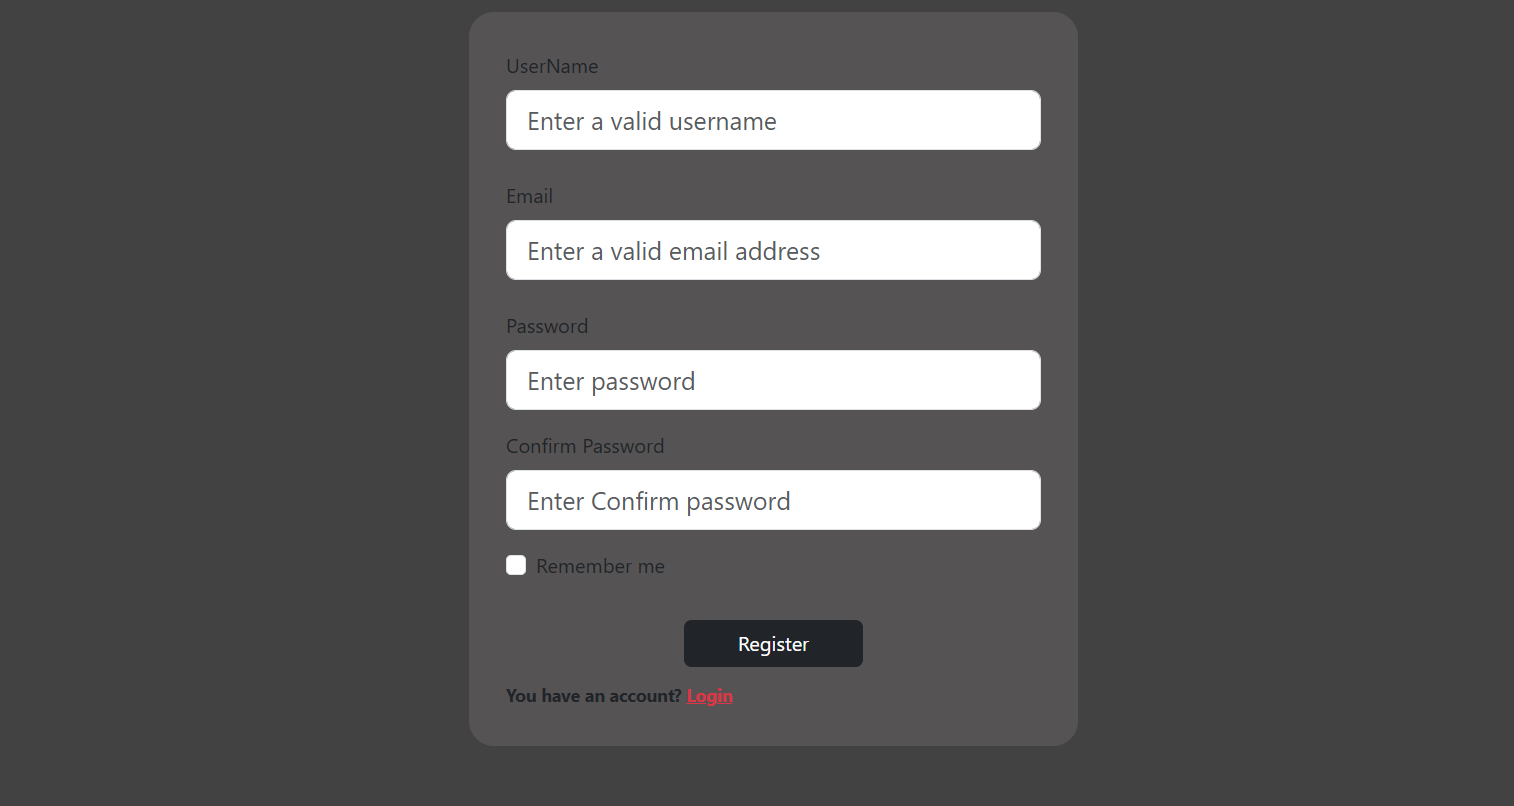 UserName
Enter a valid username
Email
Enter a valid email address
Password
Enter password
Confirm Password
Enter Confirm password
Remember me
Register
You have an account? Login